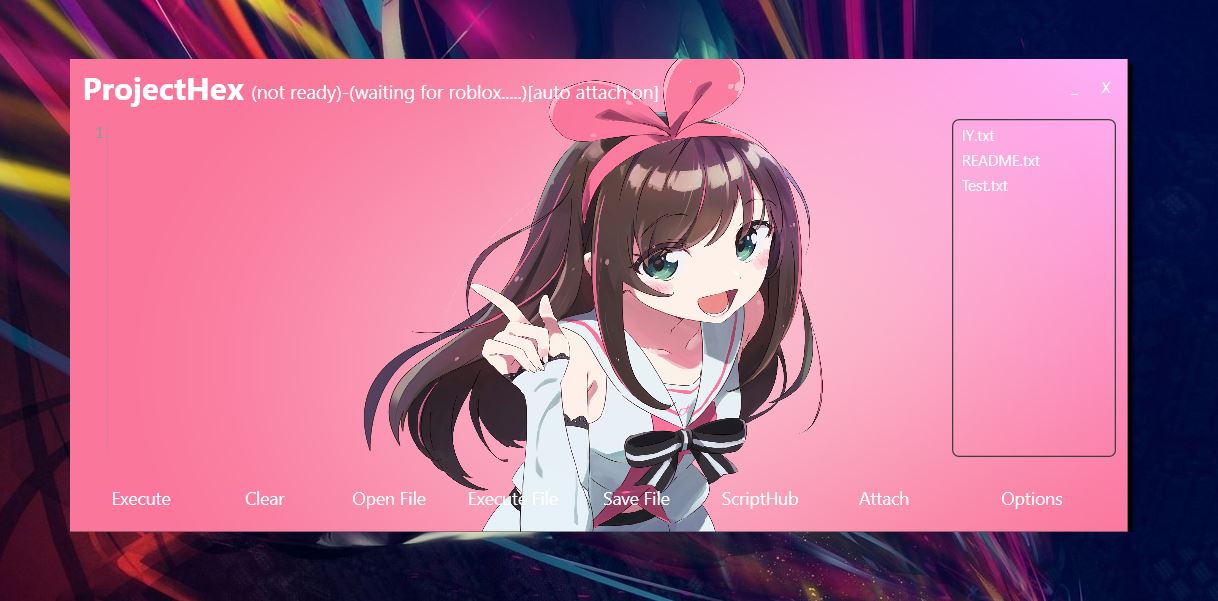 ProjectHex (not ready)-(waiting for roblox.....)[auto attach on]
_ X
1
IY.txt
README.txt
Test.txt
Execute Clear Open File Execute File Save File ScriptHub Attach Options